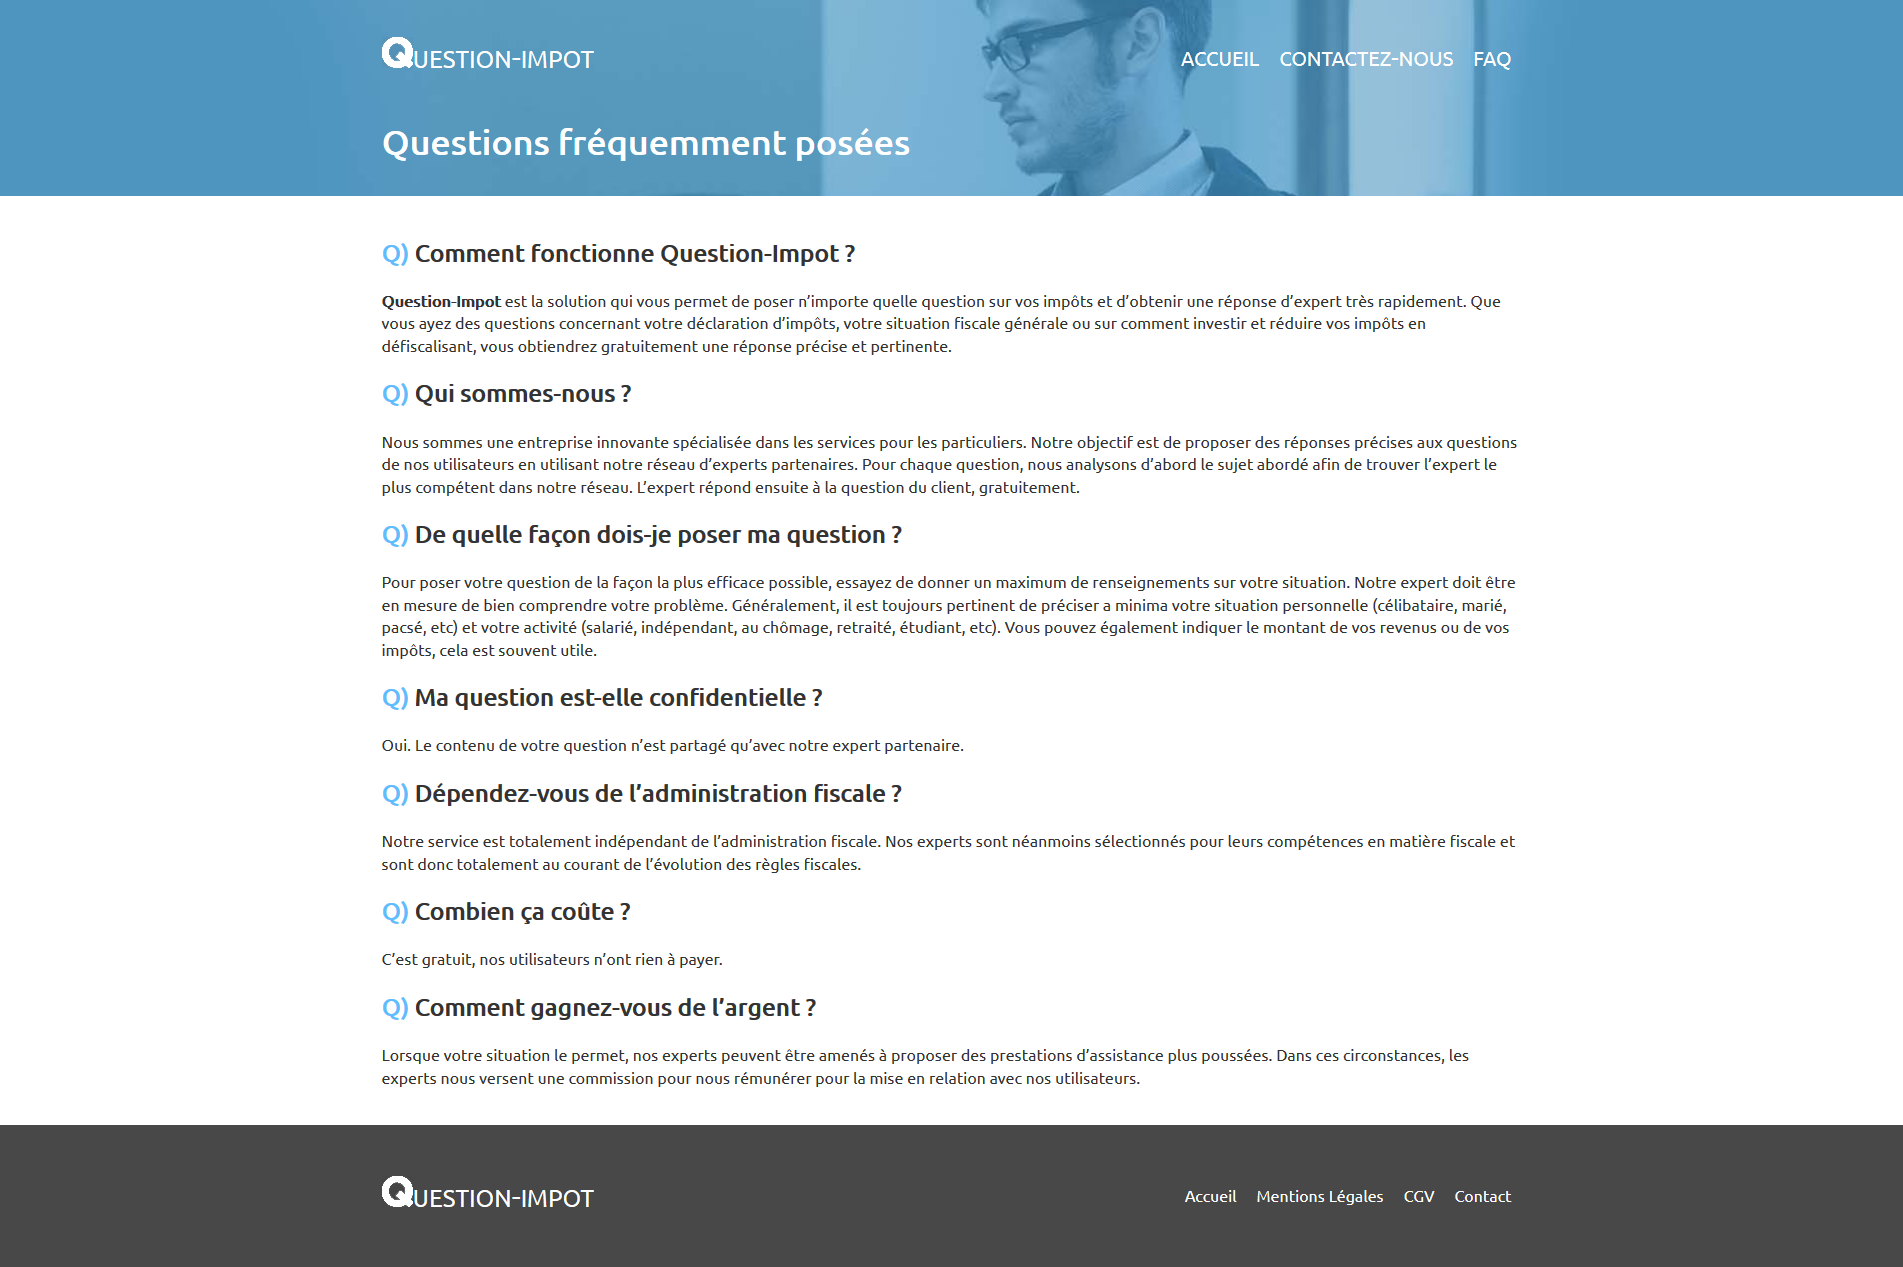 QUESTION-IMPOT
ACCUEIL CONTACTEZ-NOUS FAQ
Questions fréquemment posées
Q) Comment fonctionne Question-Impot ?
Question-Impot est la solution qui vous permet de poser n’importe quelle question sur vos impôts et d’obtenir une réponse d’expert très rapidement. Que
vous ayez des questions concernant votre déclaration d’impôts, votre situation fiscale générale ou sur comment investir et réduire vos impôts en
défiscalisant, vous obtiendrez gratuitement une réponse précise et pertinente.
Q) Qui sommes-nous ?
Nous sommes une entreprise innovante spécialisée dans les services pour les particuliers. Notre objectif est de proposer des réponses précises aux questions
de nos utilisateurs en utilisant notre réseau d’experts partenaires. Pour chaque question, nous analysons d’abord le sujet abordé afin de trouver l’expert le
plus compétent dans notre réseau. L’expert répond ensuite à la question du client, gratuitement.
Q) De quelle façon dois-je poser ma question ?
Pour poser votre question de la façon la plus efficace possible, essayez de donner un maximum de renseignements sur votre situation. Notre expert doit être
en mesure de bien comprendre votre problème. Généralement, il est toujours pertinent de préciser a minima votre situation personnelle (célibataire, marié,
pacsé, etc) et votre activité (salarié, indépendant, au chômage, retraité, étudiant, etc). Vous pouvez également indiquer le montant de vos revenus ou de vos
impôts, cela est souvent utile.
Q) Ma question est-elle confidentielle ?
Oui. Le contenu de votre question n’est partagé qu’avec notre expert partenaire.
Q) Dépendez-vous de l’administration fiscale ?
Notre service est totalement indépendant de l’administration fiscale. Nos experts sont néanmoins sélectionnés pour leurs compétences en matière fiscale et
sont donc totalement au courant de l’évolution des règles fiscales.
Q) Combien ça coûte ?
C’est gratuit, nos utilisateurs n’ont rien à payer.
Q) Comment gagnez-vous de l’argent ?
Lorsque votre situation le permet, nos experts peuvent être amenés à proposer des prestations d’assistance plus poussées. Dans ces circonstances, les
experts nous versent une commission pour nous rémunérer pour la mise en relation avec nos utilisateurs.
QUESTION-IMPOT
Accueil Mentions Légales CGV Contact